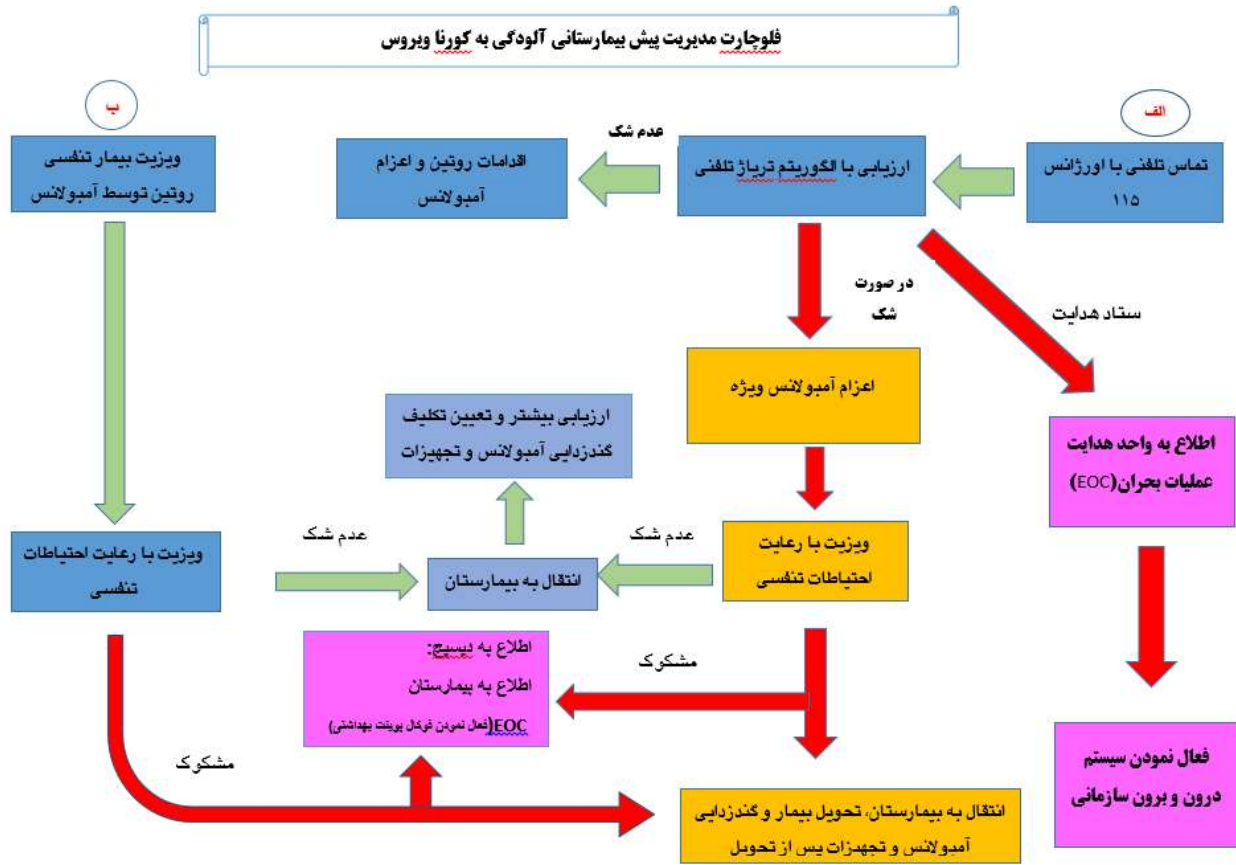 فلوچارت مدیریت پیش بیمارستانی آلودگی به کورنا ویروس
الف
ب
تماس تلفنی با اورژانس
۱۱۵
ارزیابی با الگوریتم تریاژ تلفنی
عدم شک
اقدامات روتین و اعزام
آمبولانس
ویزیت بیمار تنفسی
روتین توسط آمبولانس
در صورت
شک
ستاد هدایت
اعزام آمبولانس ویژه
ارزیابی بیشتر و تعیین تکلیف
گندزدایی آمبولانس و تجهیزات
اطلاع به واحد هدایت
عملیات بحران(EOC)
ویزیت با رعایت
احتیاطات تنفسی
عدم شک
انتقال به بیمارستان
عدم شک
ویزیت با رعایت احتیاطات
تنفسی
مشکوک
اطلاع به دیسپچ:
اطلاع به بیمارستان
EOC(فعال نمودن فوکال پوینت بهداشتی)
مشکوک
فعال نمودن سیستم
درون و برون سازمانی
انتقال به بیمارستان، تحویل بیمار و گندزدایی
آمبولانس و تجهیزات پس از تحویل